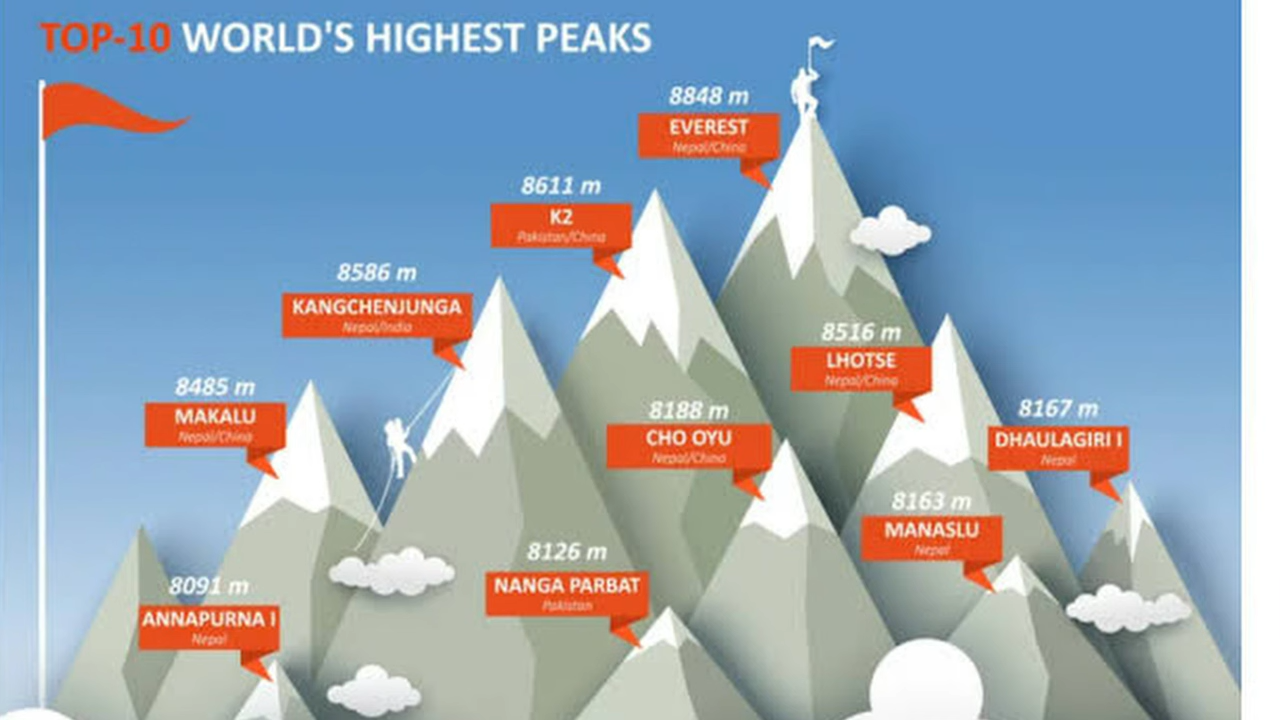 TOP-10 WORLD'S HIGHEST PEAKS
8848 m
EVEREST
Nepal/China
8611 m
K2
Pakistan/China
8586 m
KANGCHENJUNGA
Nepal/India
8516 m
LHOTSE
Nepal/China
8485 m
MAKALU
Nepal/China
8188 m
CHO OYU
Nepal/China
8167 m
DHAULAGIRI I
Nepal
8163 m
MANASLU
Nepal
8126 m
NANGA PARBAT
Pakistan
8091 m
ANNAPURNA I
Nepal